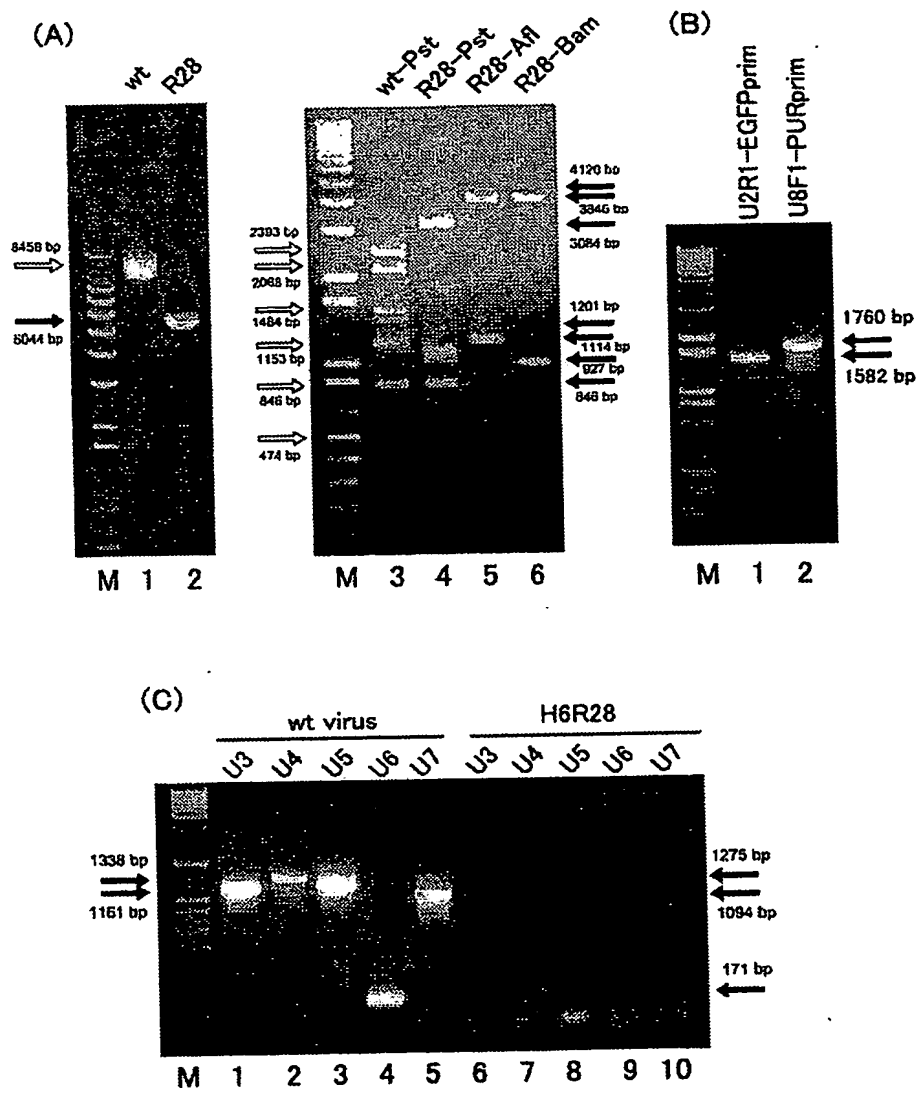 (A)
wt
R28
wt-Pst
R28-Pst
R28-Afl
R28-Bam
8458 bp
6044 bp
2393 bp
2068 bp
1484 bp
1153 bp
846 bp
474 bp
4120 bp
3846 bp
3084 bp
1201 bp
1114 bp
927 bp
846 bp
M 1 2
M 3 4 5 6
(B)
U2R1-EGFPprim
U8F1-PURprim
1760 bp
1582 bp
M 1 2
(C)
wt virus
H6R28
U3 U4 U5 U6 U7 U3 U4 U5 U6 U7
1338 bp
1161 bp
1275 bp
1094 bp
171 bp
M 1 2 3 4 5 6 7 8 9 10